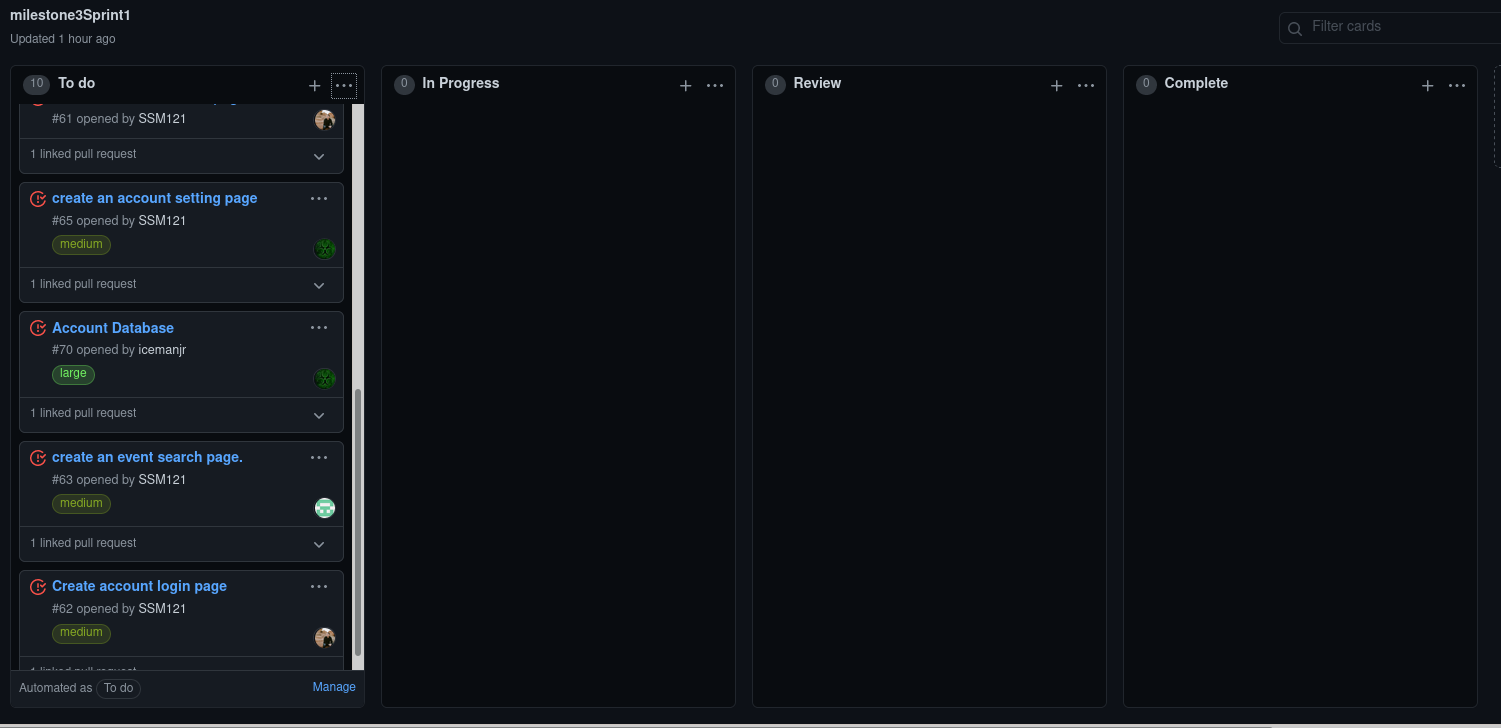 milestone3Sprint1
Updated 1 hour ago
Filter cards
10 To do
0 In Progress
0 Review
0 Complete
#61 opened by SSM121
1 linked pull request
create an account setting page
#65 opened by SSM121
medium
1 linked pull request
Account Database
#70 opened by icemanjr
large
1 linked pull request
create an event search page.
#63 opened by SSM121
medium
1 linked pull request
Create account login page
#62 opened by SSM121
medium
1 linked pull request
Automated as To do
Manage